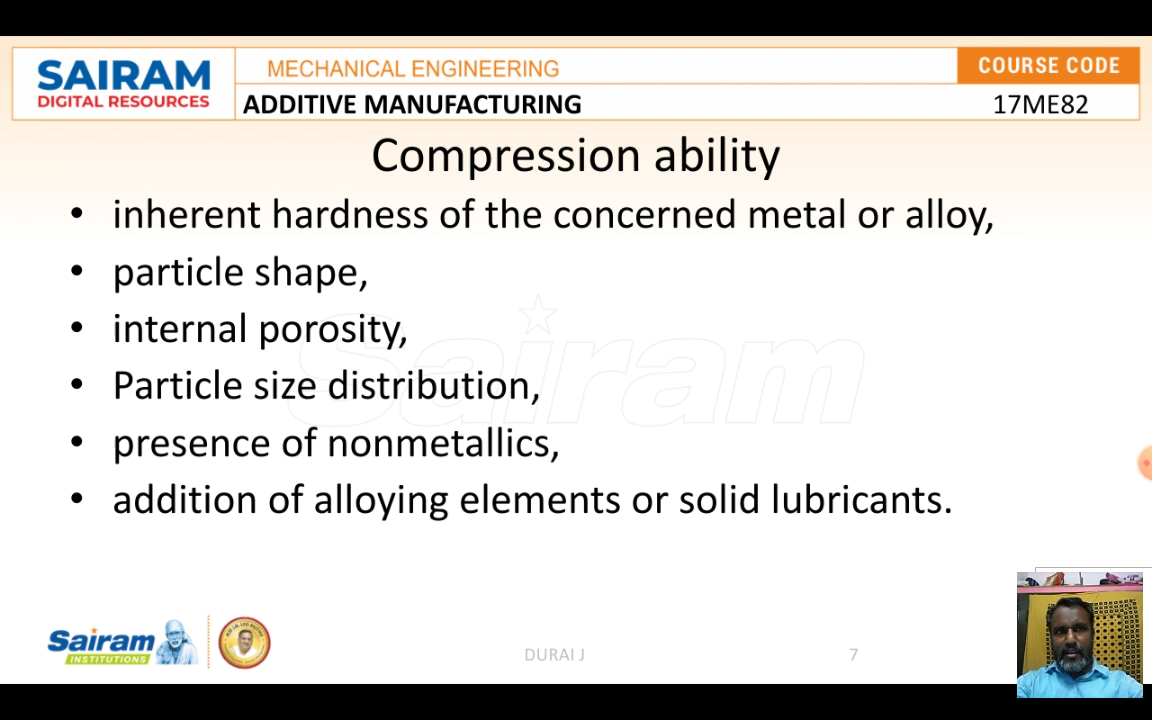 SAIRAM
DIGITAL RESOURCES
MECHANICAL ENGINEERING
COURSE CODE
ADDITIVE MANUFACTURING
17ME82
Compression ability
• inherent hardness of the concerned metal or alloy,
• particle shape,
• internal porosity,
• Particle size distribution,
• presence of nonmetallics,
• addition of alloying elements or solid lubricants.
Sairam
Sairam
INSTITUTIONS
DURAI J
7